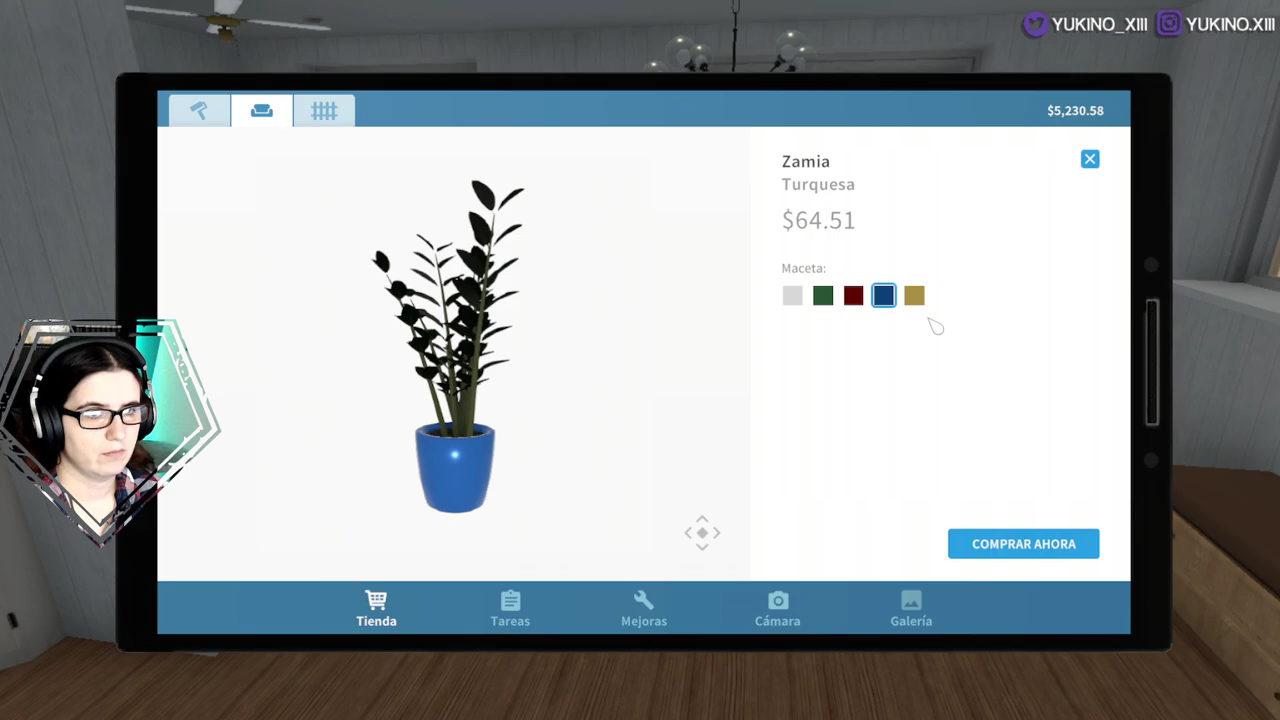 YUKINO_XIII YUKINO.XIII
$5,230.58
Zamia
Turquesa
$64.51
Maceta:
COMPRAR AHORA
Tienda
Tareas
Mejoras
Cámara
Galería